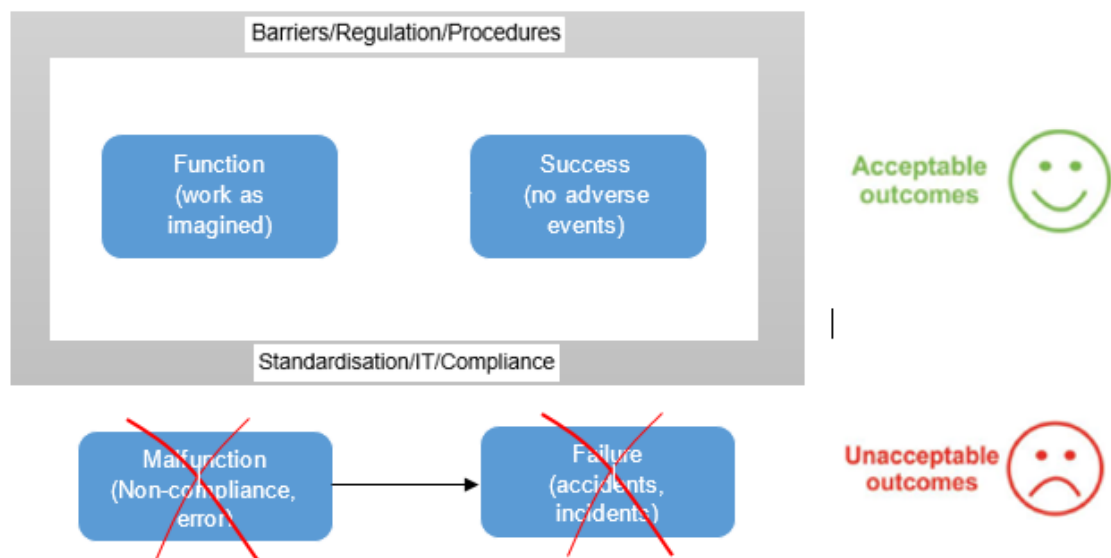 Barriers/Regulation/Procedures
Function
(work as
imagined)
Success
(no adverse
events)
Acceptable
outcomes
Standardisation/IT/Compliance
Malfunction
(Non-compliance,
error)
Failure
(accidents,
incidents)
Unacceptable
outcomes